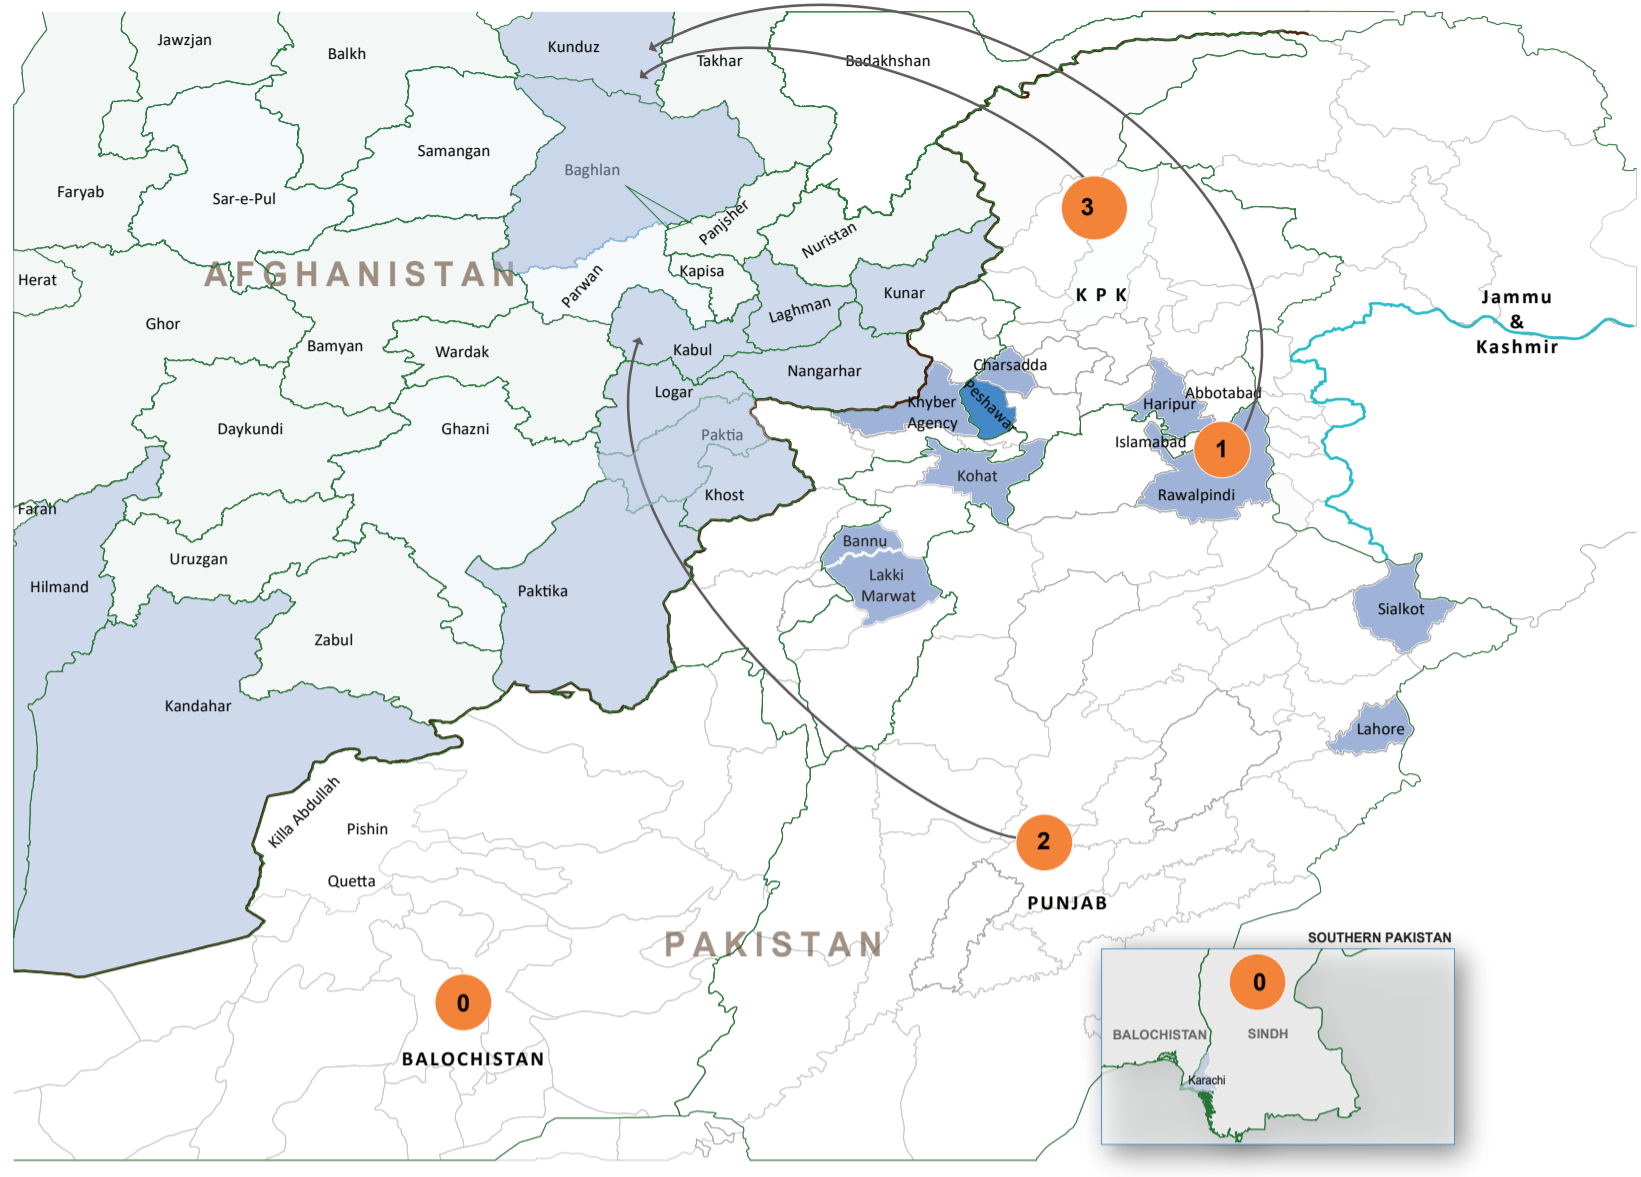 Jawzjan
Balkh
Kunduz
Takhar
Badakhshan
Samangan
Baghlan
Faryab
Sar-e-Pul
Panjsher
Nuristan
3
AFGHANISTAN
Herat
Parwan
Kapisa
Laghman
Kunar
K P K
Jammu
&
Kashmir
Ghor
Bamyan
Wardak
Kabul
Nangarhar
Logar
Charsadda
Peshawar
Khyber
Agency
Abbotabad
Haripur
Daykundi
Ghazni
Paktia
Islamabad
1
Khost
Kohat
Rawalpindi
Farah
Uruzgan
Hilmand
Paktika
Bannu
Lakki
Marwat
Sialkot
Zabul
Kandahar
Lahore
Killa Abdullah
Pishin
Quetta
2
PUNJAB
PAKISTAN
SOUTHERN PAKISTAN
0
BALOCHISTAN
0
BALOCHISTAN
SINDH
Karachi